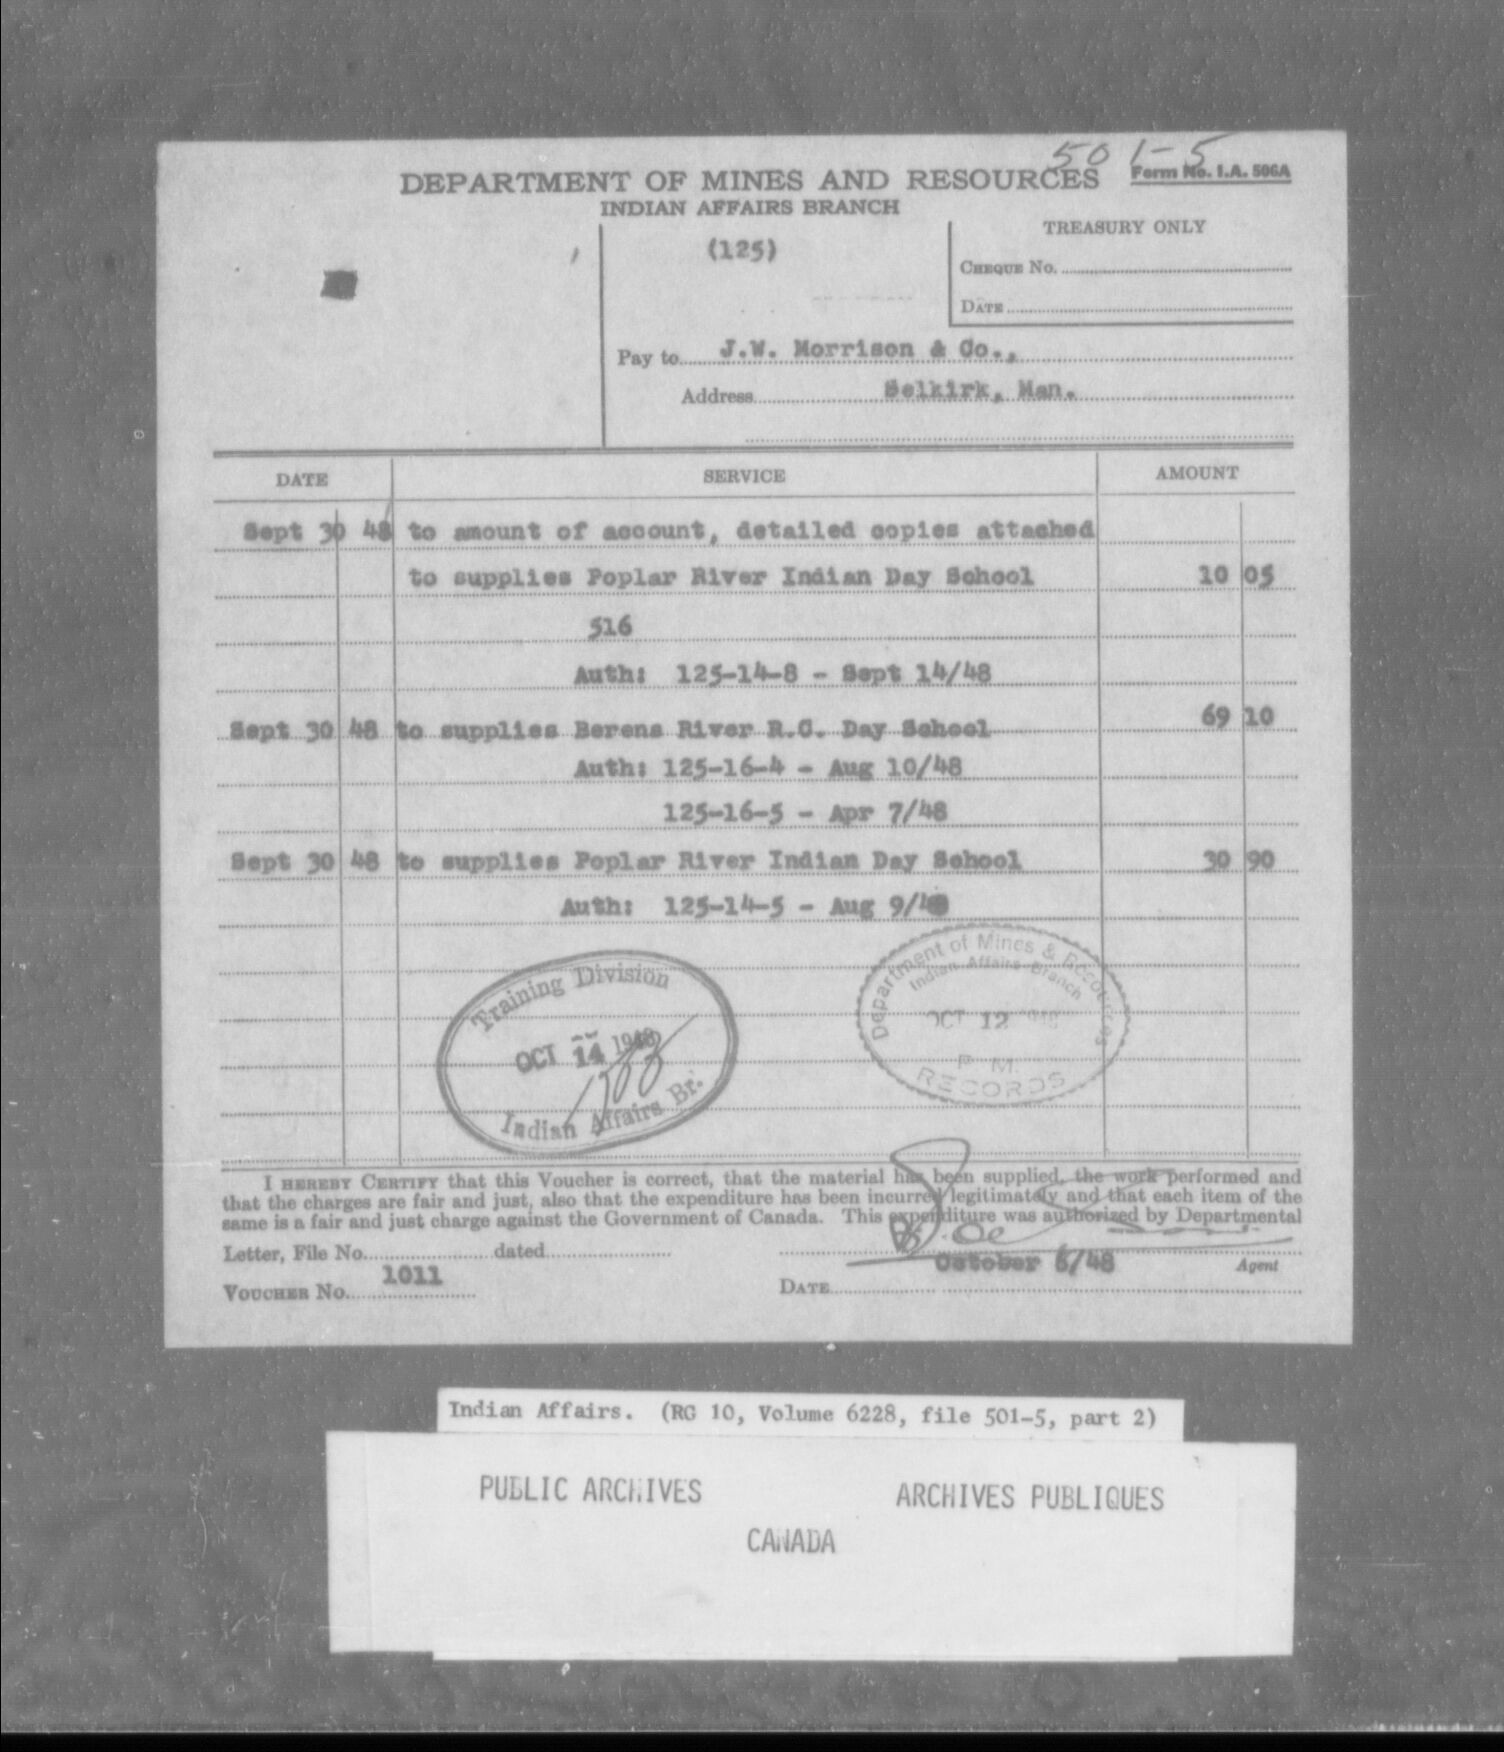 501-5
DEPARTMENT OF MINES AND RESOURCES
Form No. I.A. 506A
INDIAN AFFAIRS BRANCH
(125)
TREASURY ONLY
CHEQUE No.
DATE
Pay to J.W. Morrison & Co.,
Address Selkirk, Man.
DATE SERVICE AMOUNT
Sept 30 48 to amount of account, detailed copies attached
to supplies Poplar River Indian Day School 10 05
516
Auth: 125-14-8 - Sept 14/48
Sept 30 48 to supplies Berens River R.C. Day School 69 10
Auth: 125-16-4 - Aug 10/48
125-16-5 - Apr 7/48
Sept 30 48 to supplies Poplar River Indian Day School 30 90
Auth: 125-14-5 - Aug 9/48
Training Division
OCT 14 1948
Indian Affairs Br.
Department of Mines & Resources
Indian Affairs Branch
OCT 12 1948
P. M.
RECORDS
I HEREBY CERTIFY that this Voucher is correct, that the material has been supplied, the work performed and
that the charges are fair and just, also that the expenditure has been incurred legitimately and that each item of the
same is a fair and just charge against the Government of Canada. This expenditure was authorized by Departmental
Letter, File No. dated
October 6/48 Agent
VOUCHER No. 1011
DATE
Indian Affairs. (RG 10, Volume 6228, file 501-5, part 2)
PUBLIC ARCHIVES ARCHIVES PUBLIQUES
CANADA